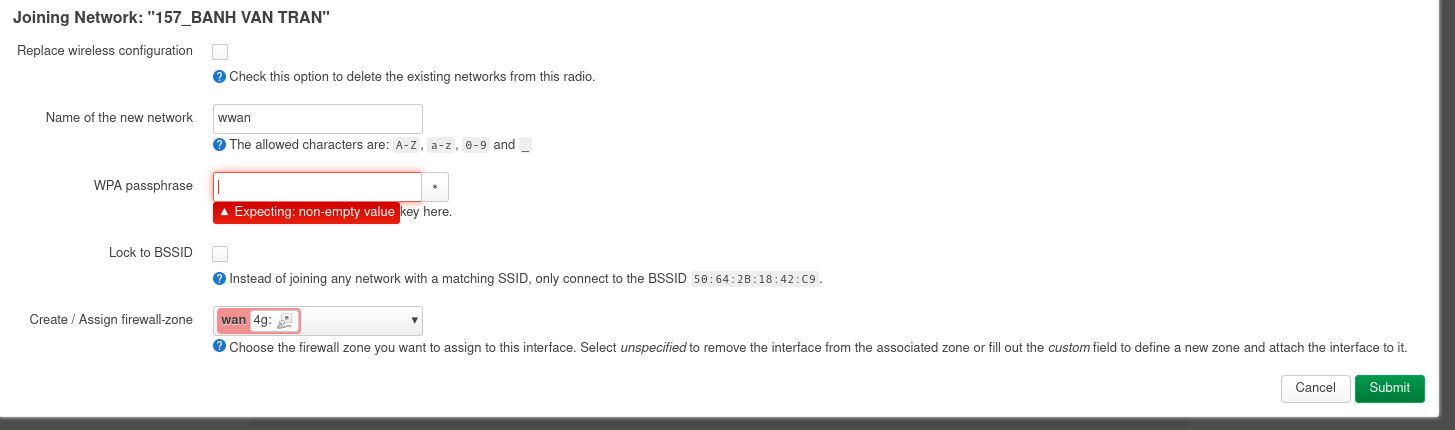 Joining Network: "157_BANH VAN TRAN"
Replace wireless configuration
Check this option to delete the existing networks from this radio.
Name of the new network wwan
The allowed characters are: A-Z, a-z, 0-9 and _
WPA passphrase *
▲ Expecting: non-empty value key here.
Lock to BSSID
Instead of joining any network with a matching SSID, only connect to the BSSID 50:64:2B:18:42:C9.
Create / Assign firewall-zone wan 4g:
Choose the firewall zone you want to assign to this interface. Select unspecified to remove the interface from the associated zone or fill out the custom field to define a new zone and attach the interface to it.
Cancel Submit